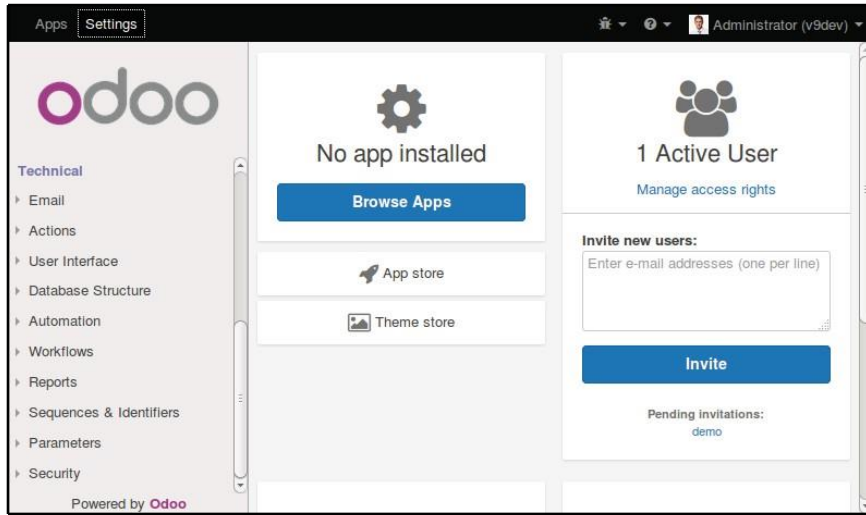 Apps Settings Administrator (v9dev)
odoo
Technical
Email
Actions
User Interface
Database Structure
Automation
Workflows
Reports
Sequences & Identifiers
Parameters
Security
Powered by Odoo
No app installed
Browse Apps
App store
Theme store
1 Active User
Manage access rights
Invite new users:
Enter e-mail addresses (one per line)
Invite
Pending invitations:
demo